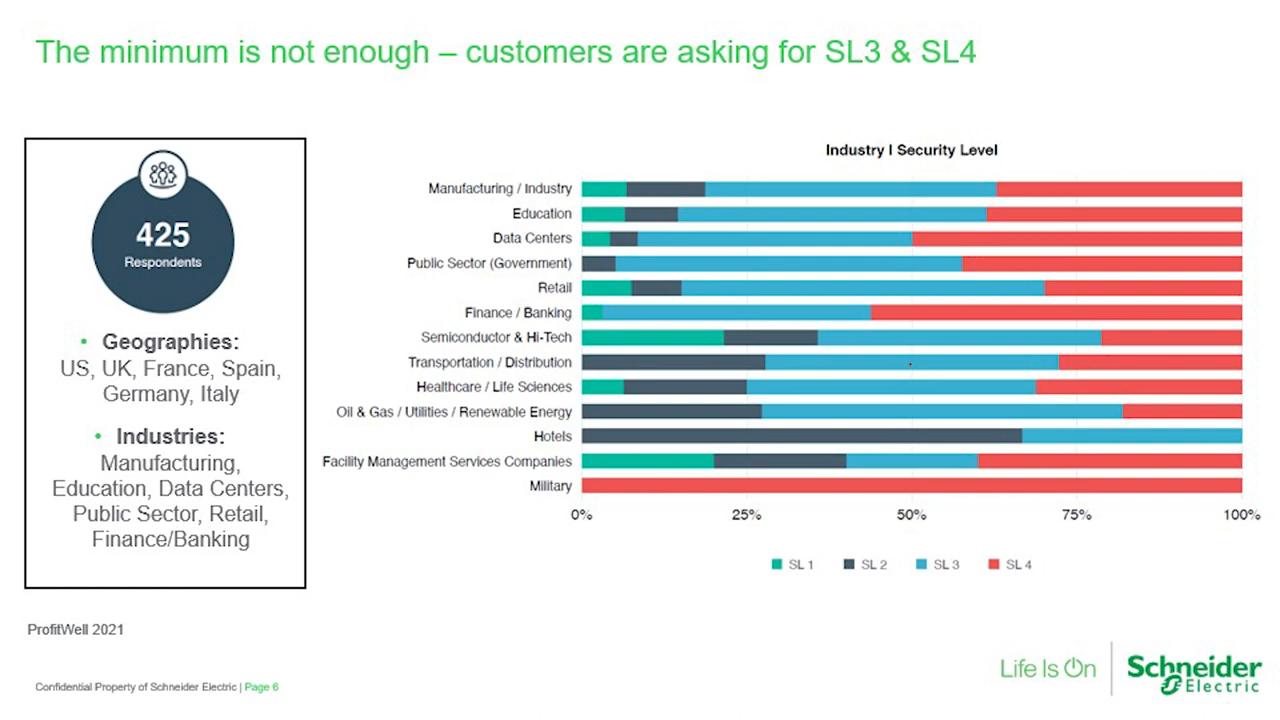 The minimum is not enough – customers are asking for SL3 & SL4
425
Respondents
• Geographies:
US, UK, France, Spain,
Germany, Italy
• Industries:
Manufacturing,
Education, Data Centers,
Public Sector, Retail,
Finance/Banking
Industry | Security Level
Manufacturing / Industry
Education
Data Centers
Public Sector (Government)
Retail
Finance / Banking
Semiconductor & Hi-Tech
Transportation / Distribution
Healthcare / Life Sciences
Oil & Gas / Utilities / Renewable Energy
Hotels
Facility Management Services Companies
Military
0% 25% 50% 75% 100%
SL 1 SL 2 SL 3 SL 4
ProfitWell 2021
Confidential Property of Schneider Electric | Page 6
Life Is On
Schneider
Electric